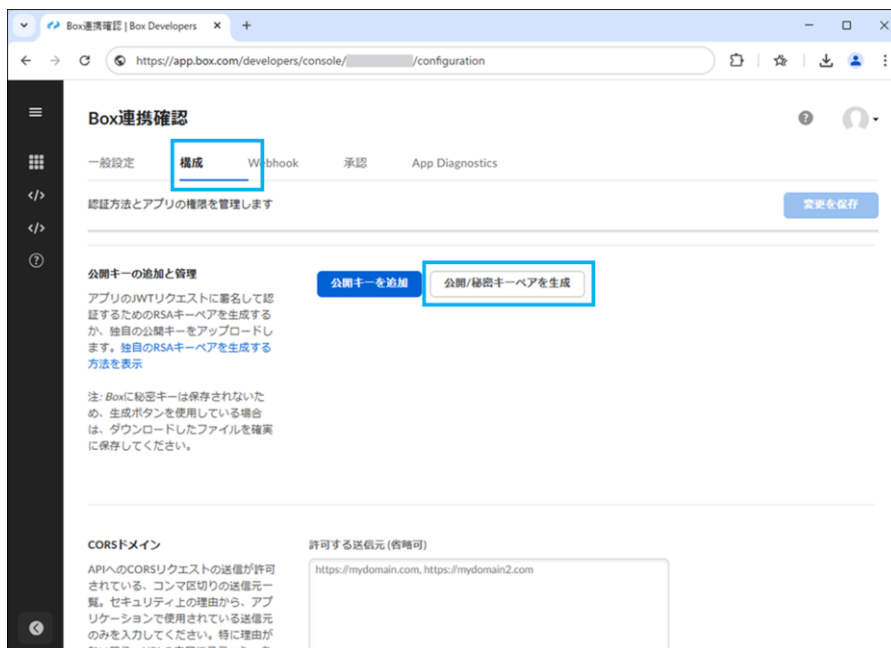 Box連携確認 | Box Developers
https://app.box.com/developers/console/ /configuration
Box連携確認
一般設定 構成 Webhook 承認 App Diagnostics
認証方法とアプリの権限を管理します 変更を保存
公開キーの追加と管理 公開キーを追加 公開/秘密キーペアを生成
アプリのJWTリクエストに署名して認
証するためのRSAキーペアを生成する
か、独自の公開キーをアップロードし
ます。独自のRSAキーペアを生成する
方法を表示
注: Boxに秘密キーは保存されないた
め、生成ボタンを使用している場合
は、ダウンロードしたファイルを確実
に保存してください。
CORSドメイン 許可する送信元 (省略可)
https://mydomain.com, https://mydomain2.com
APIへのCORSリクエストの送信が許可
されている、コンマ区切りの送信元一
覧。セキュリティ上の理由から、アプ
リケーションで使用されている送信元
のみを入力してください。特に理由が